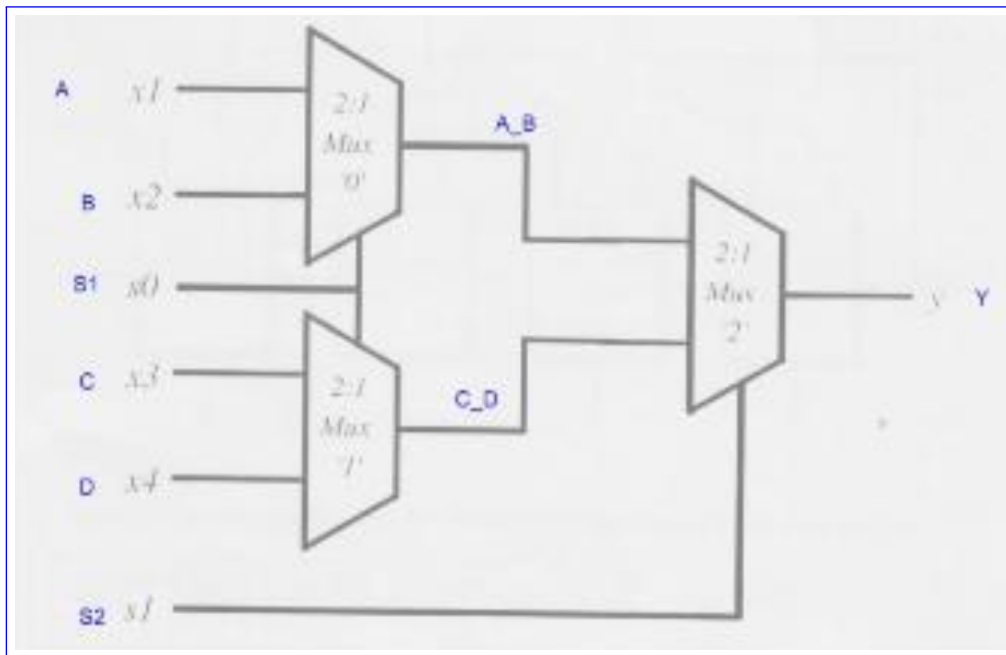 A x1
2:1
Mux
'0'
A_B
B x2
S1 s0
2:1
Mux
'2'
y Y
C x3
2:1
Mux
'1'
C_D
D x4
S2 s1